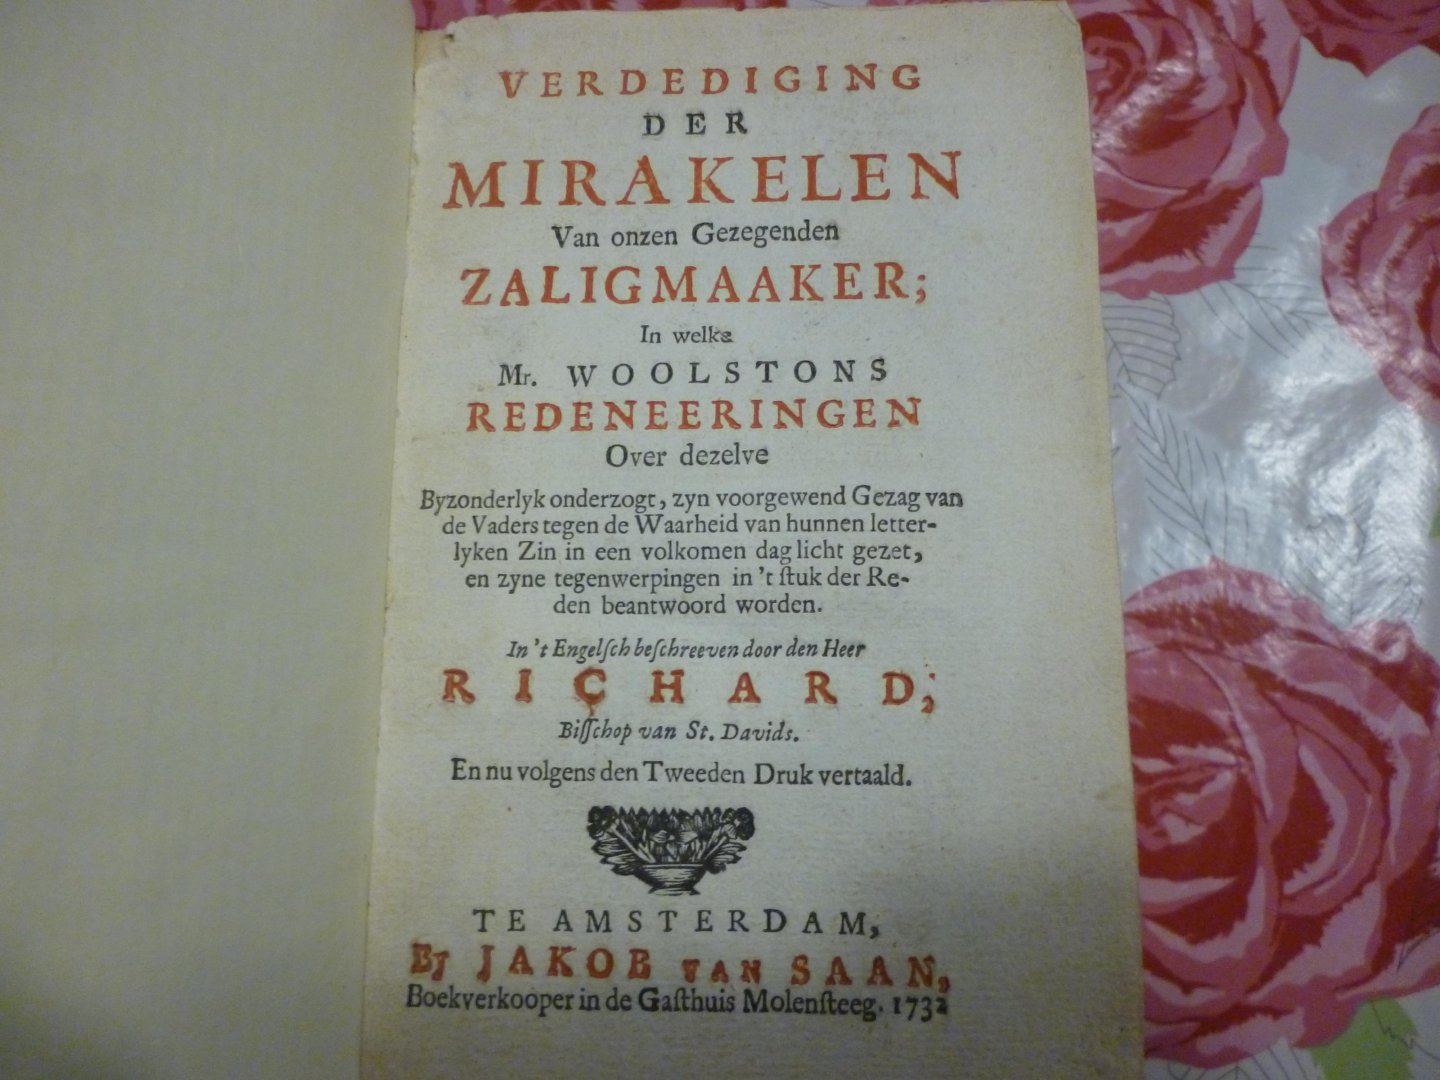 VERDEDIGING
DER
MIRAKELEN
Van onzen Gezegenden
ZALIGMAAKER;
In welke
Mr. WOOLSTONS
REDENEERINGEN
Over dezelve
Byzonderlyk onderzogt, zyn voorgewend Gezag van
de Vaders tegen de Waarheid van hunnen letter-
lyken Zin in een volkomen dag licht gezet,
en zyne tegenwerpingen in 't ſtuk der Re-
den beantwoord worden.
In 't Engelſch beſchreeven door den Heer
RICHARD,
Biſſchop van St. Davids.
En nu volgens den Tweeden Druk vertaald.
TE AMSTERDAM,
By JAKOB VAN SAAN,
Boekverkooper in de Gaſthuis Molenſteeg. 1732